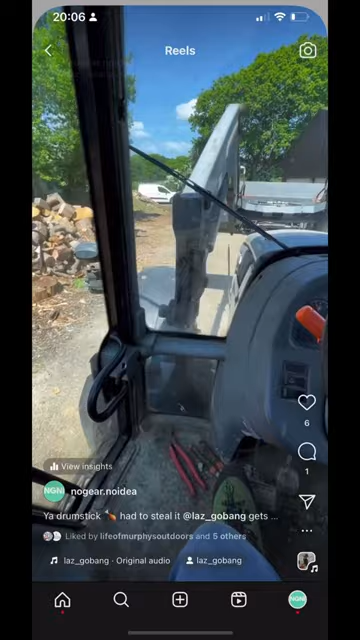 20:06
Reels
6
1
View insights
NGNI
nogear.noidea
Ya drumstick 🍗 had to steal it @laz_gobang gets ...
Liked by lifeofmurphysoutdoors and 5 others
laz_gobang · Original audio
laz_gobang
NGNI